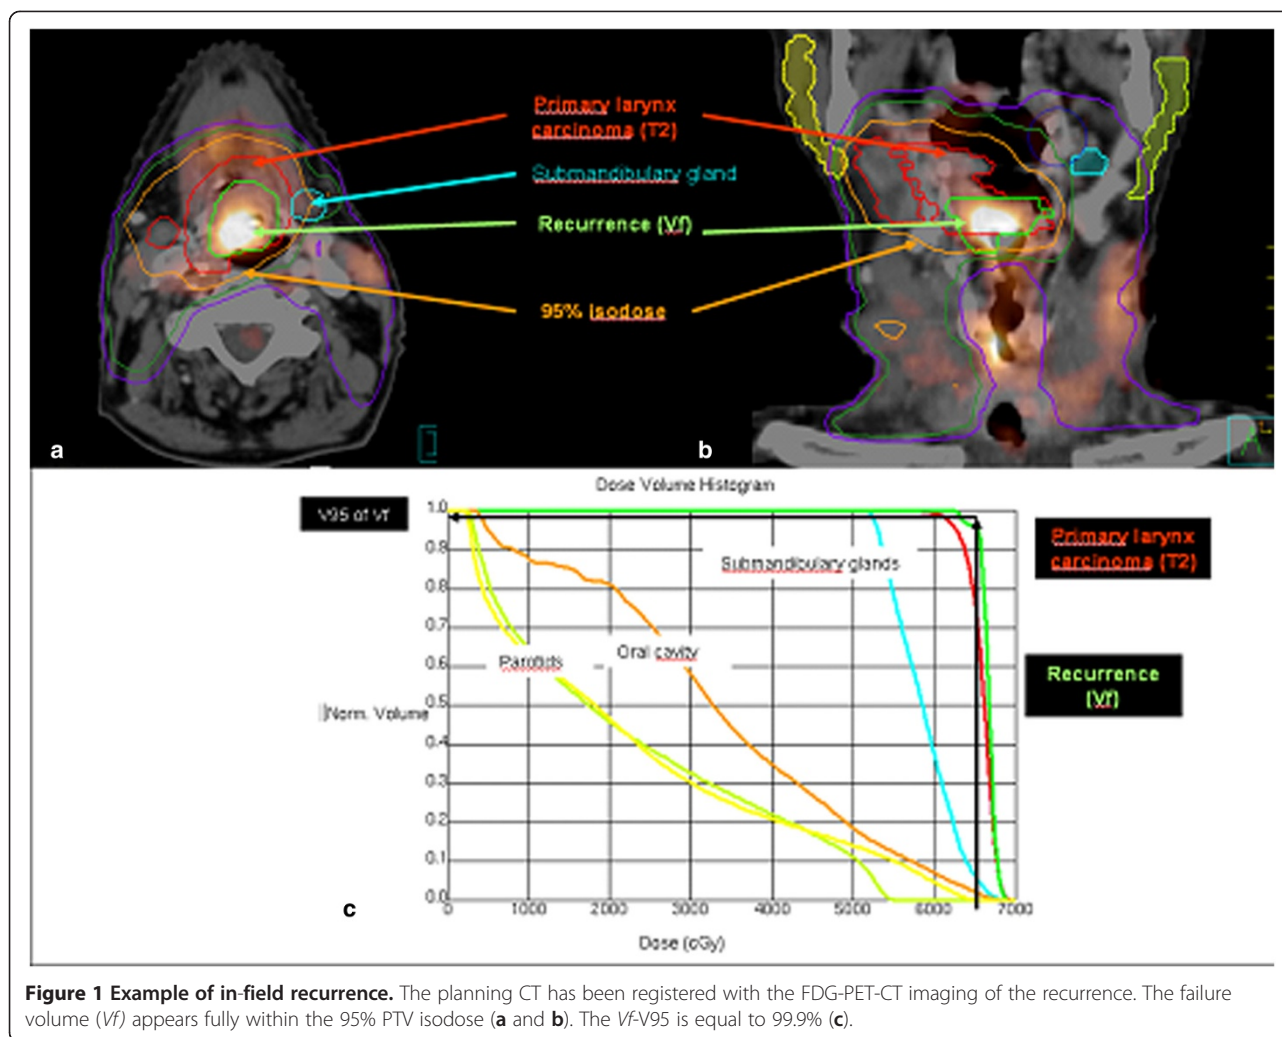 Primary larynx
carcinoma (T2)
Submandibulary gland
Recurrence (Vf)
95% Isodose
a
b
Dose Volume Histogram
V95 of Vf
1.0
0.9
0.8
0.7
0.6
0.5
0.4
0.3
0.2
0.1
0.0
Norm. Volume
Submandibulary glands
Oral cavity
Parotids
Primary larynx
carcinoma (T2)
Recurrence
(Vf)
c
0 1000 2000 3000 4000 5000 6000 7000
Dose (cGy)
Figure 1 Example of in-field recurrence. The planning CT has been registered with the FDG-PET-CT imaging of the recurrence. The failure
volume (Vf) appears fully within the 95% PTV isodose (a and b). The Vf-V95 is equal to 99.9% (c).